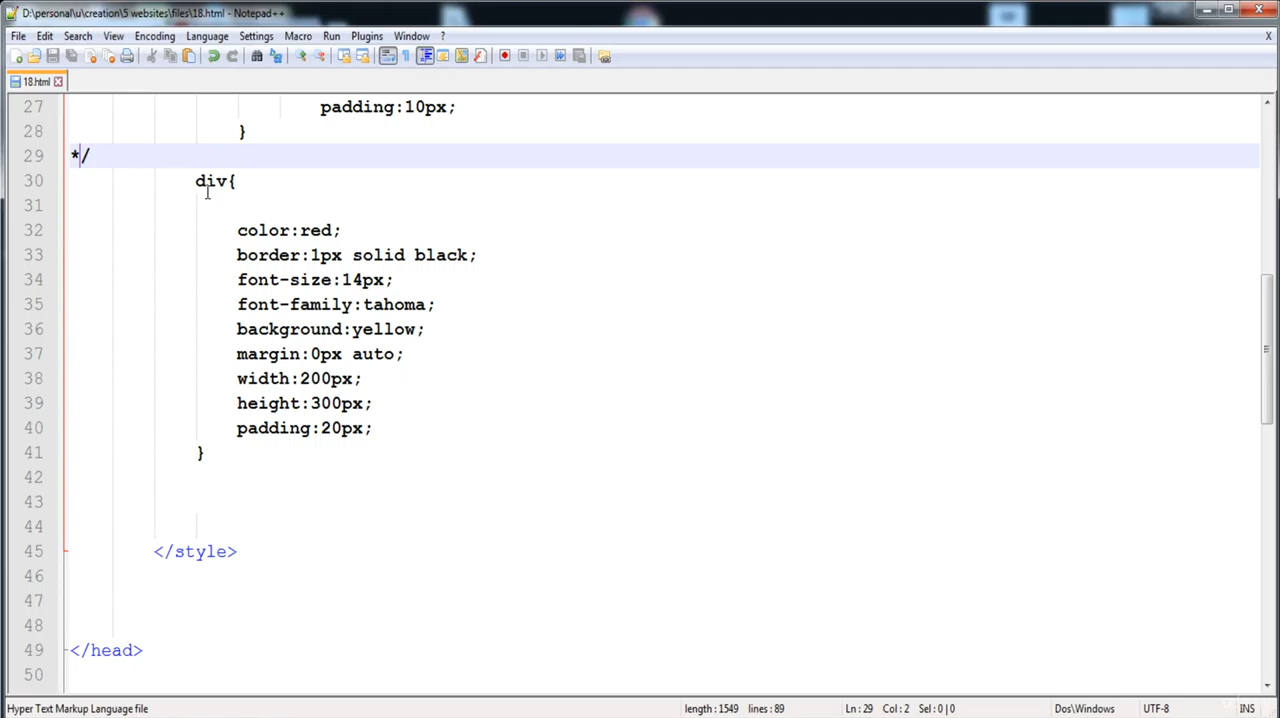 D:\personal\u\creation\5 websites\files\18.html - Notepad++
File Edit Search View Encoding Language Settings Macro Run Plugins Window ? X
18.html
27 padding:10px;
28 }
29 */
30 div{
31
32 color:red;
33 border:1px solid black;
34 font-size:14px;
35 font-family:tahoma;
36 background:yellow;
37 margin:0px auto;
38 width:200px;
39 height:300px;
40 padding:20px;
41 }
42
43
44
45 </style>
46
47
48
49 </head>
50
Hyper Text Markup Language file length:1549 lines:89 Ln:29 Col:2 Sel:0|0 Dos\Windows UTF-8 INS